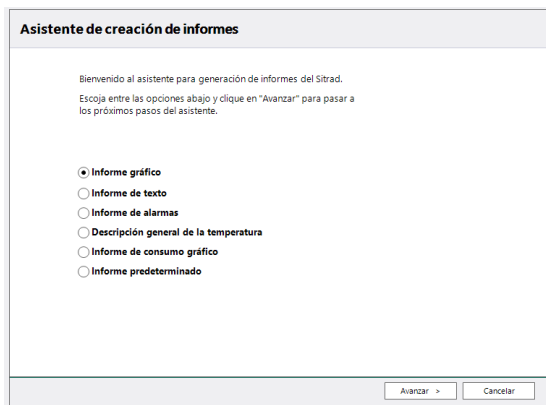 Asistente de creación de informes
Bienvenido al asistente para generación de informes del Sitrad.
Escoja entre las opciones abajo y clique en "Avanzar" para pasar a
los próximos pasos del asistente.
Informe gráfico
Informe de texto
Informe de alarmas
Descripción general de la temperatura
Informe de consumo gráfico
Informe predeterminado
Avanzar >
Cancelar